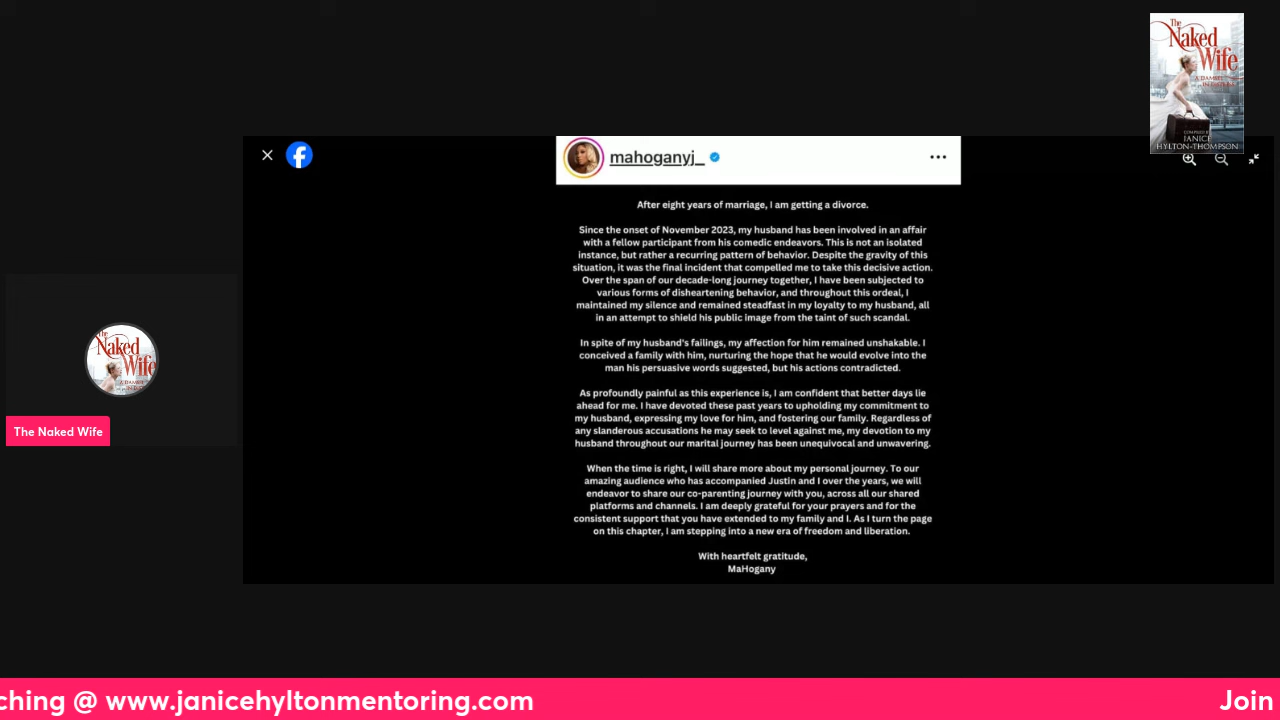 The
Naked
Wife
A DAMSEL
IN DISTRESS
COMPILED BY
JANICE
HYLTON-THOMPSON
mahoganyj_
After eight years of marriage, I am getting a divorce.
Since the onset of November 2023, my husband has been involved in an affair
with a fellow participant from his comedic endeavors. This is not an isolated
instance, but rather a recurring pattern of behavior. Despite the gravity of this
situation, it was the final incident that compelled me to take this decisive action.
Over the span of our decade-long journey together, I have been subjected to
various forms of disheartening behavior, and throughout this ordeal, I
maintained my silence and remained steadfast in my loyalty to my husband, all
in an attempt to shield his public image from the taint of such scandal.
In spite of my husband's failings, my affection for him remained unshakable. I
conceived a family with him, nurturing the hope that he would evolve into the
man his persuasive words suggested, but his actions contradicted.
As profoundly painful as this experience is, I am confident that better days lie
ahead for me. I have devoted these past years to upholding my commitment to
my husband, expressing my love for him, and fostering our family. Regardless of
any slanderous accusations he may seek to level against me, my devotion to my
husband throughout our marital journey has been unequivocal and unwavering.
When the time is right, I will share more about my personal journey. To our
amazing audience who has accompanied Justin and I over the years, we will
endeavor to share our co-parenting journey with you, across all our shared
platforms and channels. I am deeply grateful for your prayers and for the
consistent support that you have extended to my family and I. As I turn the page
on this chapter, I am stepping into a new era of freedom and liberation.
With heartfelt gratitude,
MaHogany
The
Naked
Wife
The Naked Wife
ching @ www.janicehyltonmentoring.com
Join